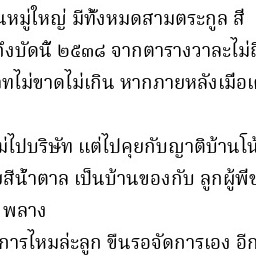 นหมู่ใหญ่ มีทั้งหมดสามตระกูล สี
ถึงบัดนี้ ๒๕๓๘ จากตารางวาละไม่ถึ
ทไม่ขาดไม่เกิน หากภายหลังเมื่อเ
ม่ไปบริษัท แต่ไปคุยกับญาติบ้านโน้
สีน้ำตาล เป็นบ้านของกับ ลูกผู้พี่ข
พลาง
การไหมล่ะลูก ขืนรอจัดการเอง อีก